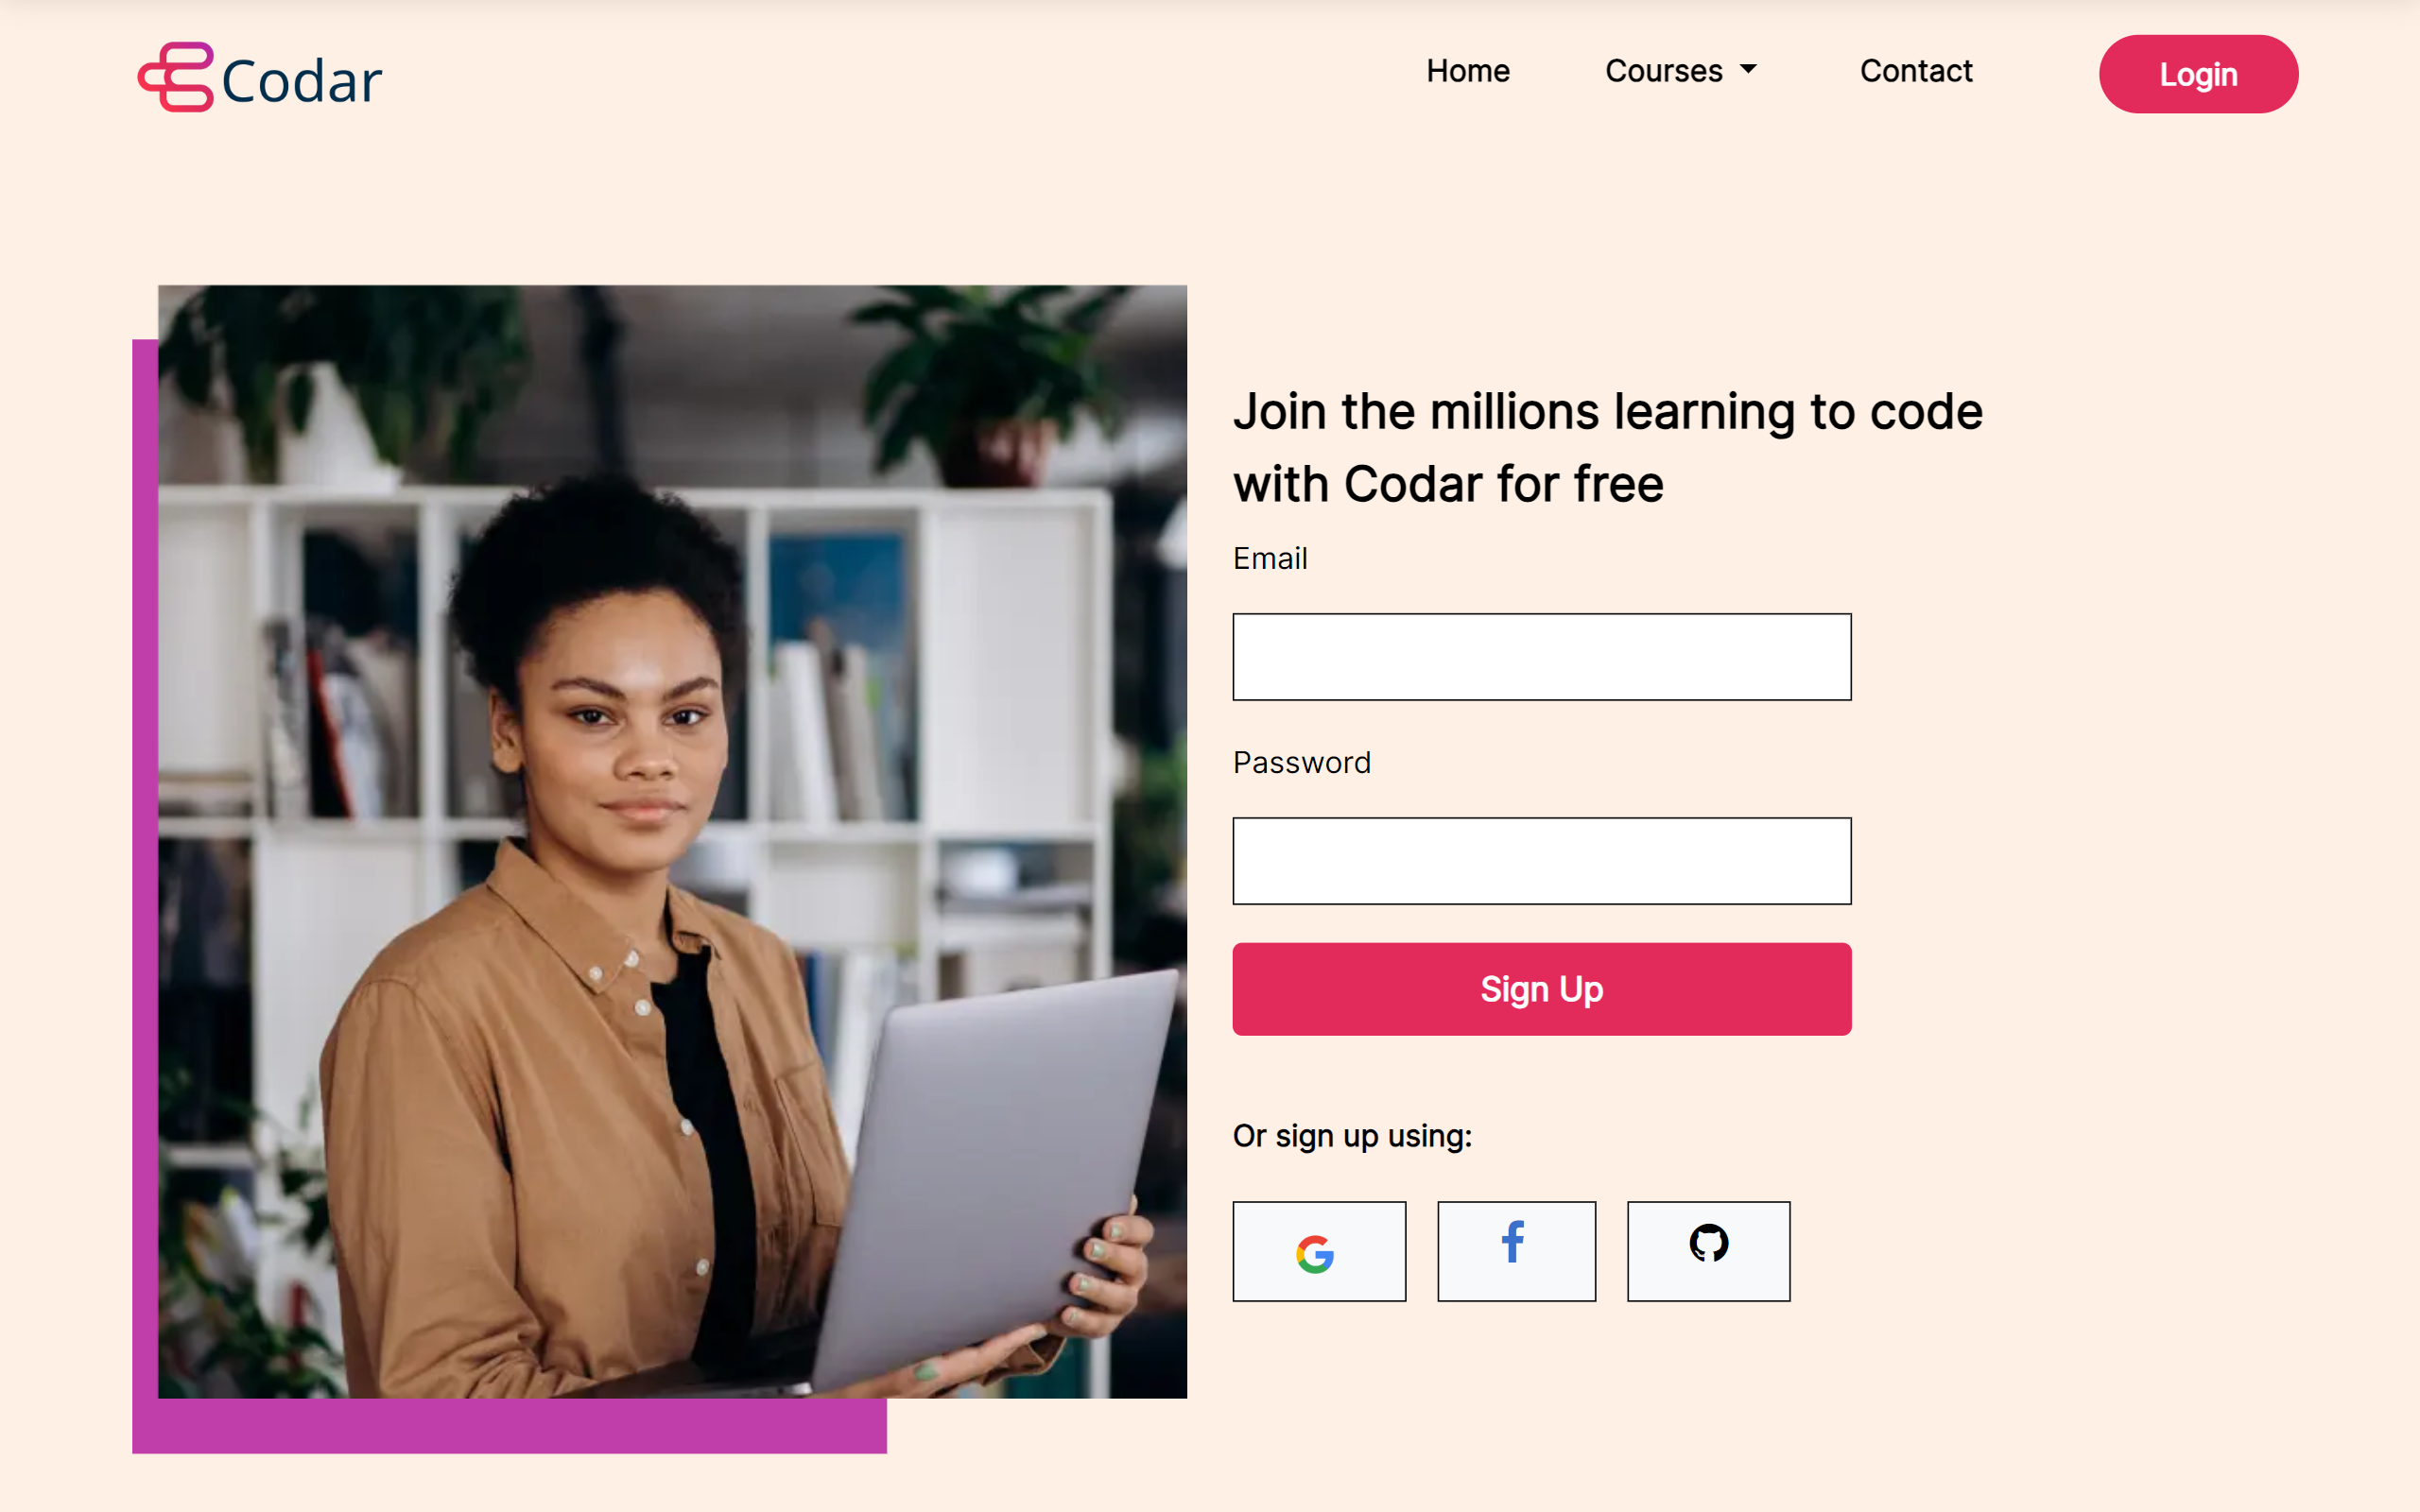 Codar
Home
Courses
Contact
Login
Join the millions learning to code
with Codar for free
Email
Password
Sign Up
Or sign up using: